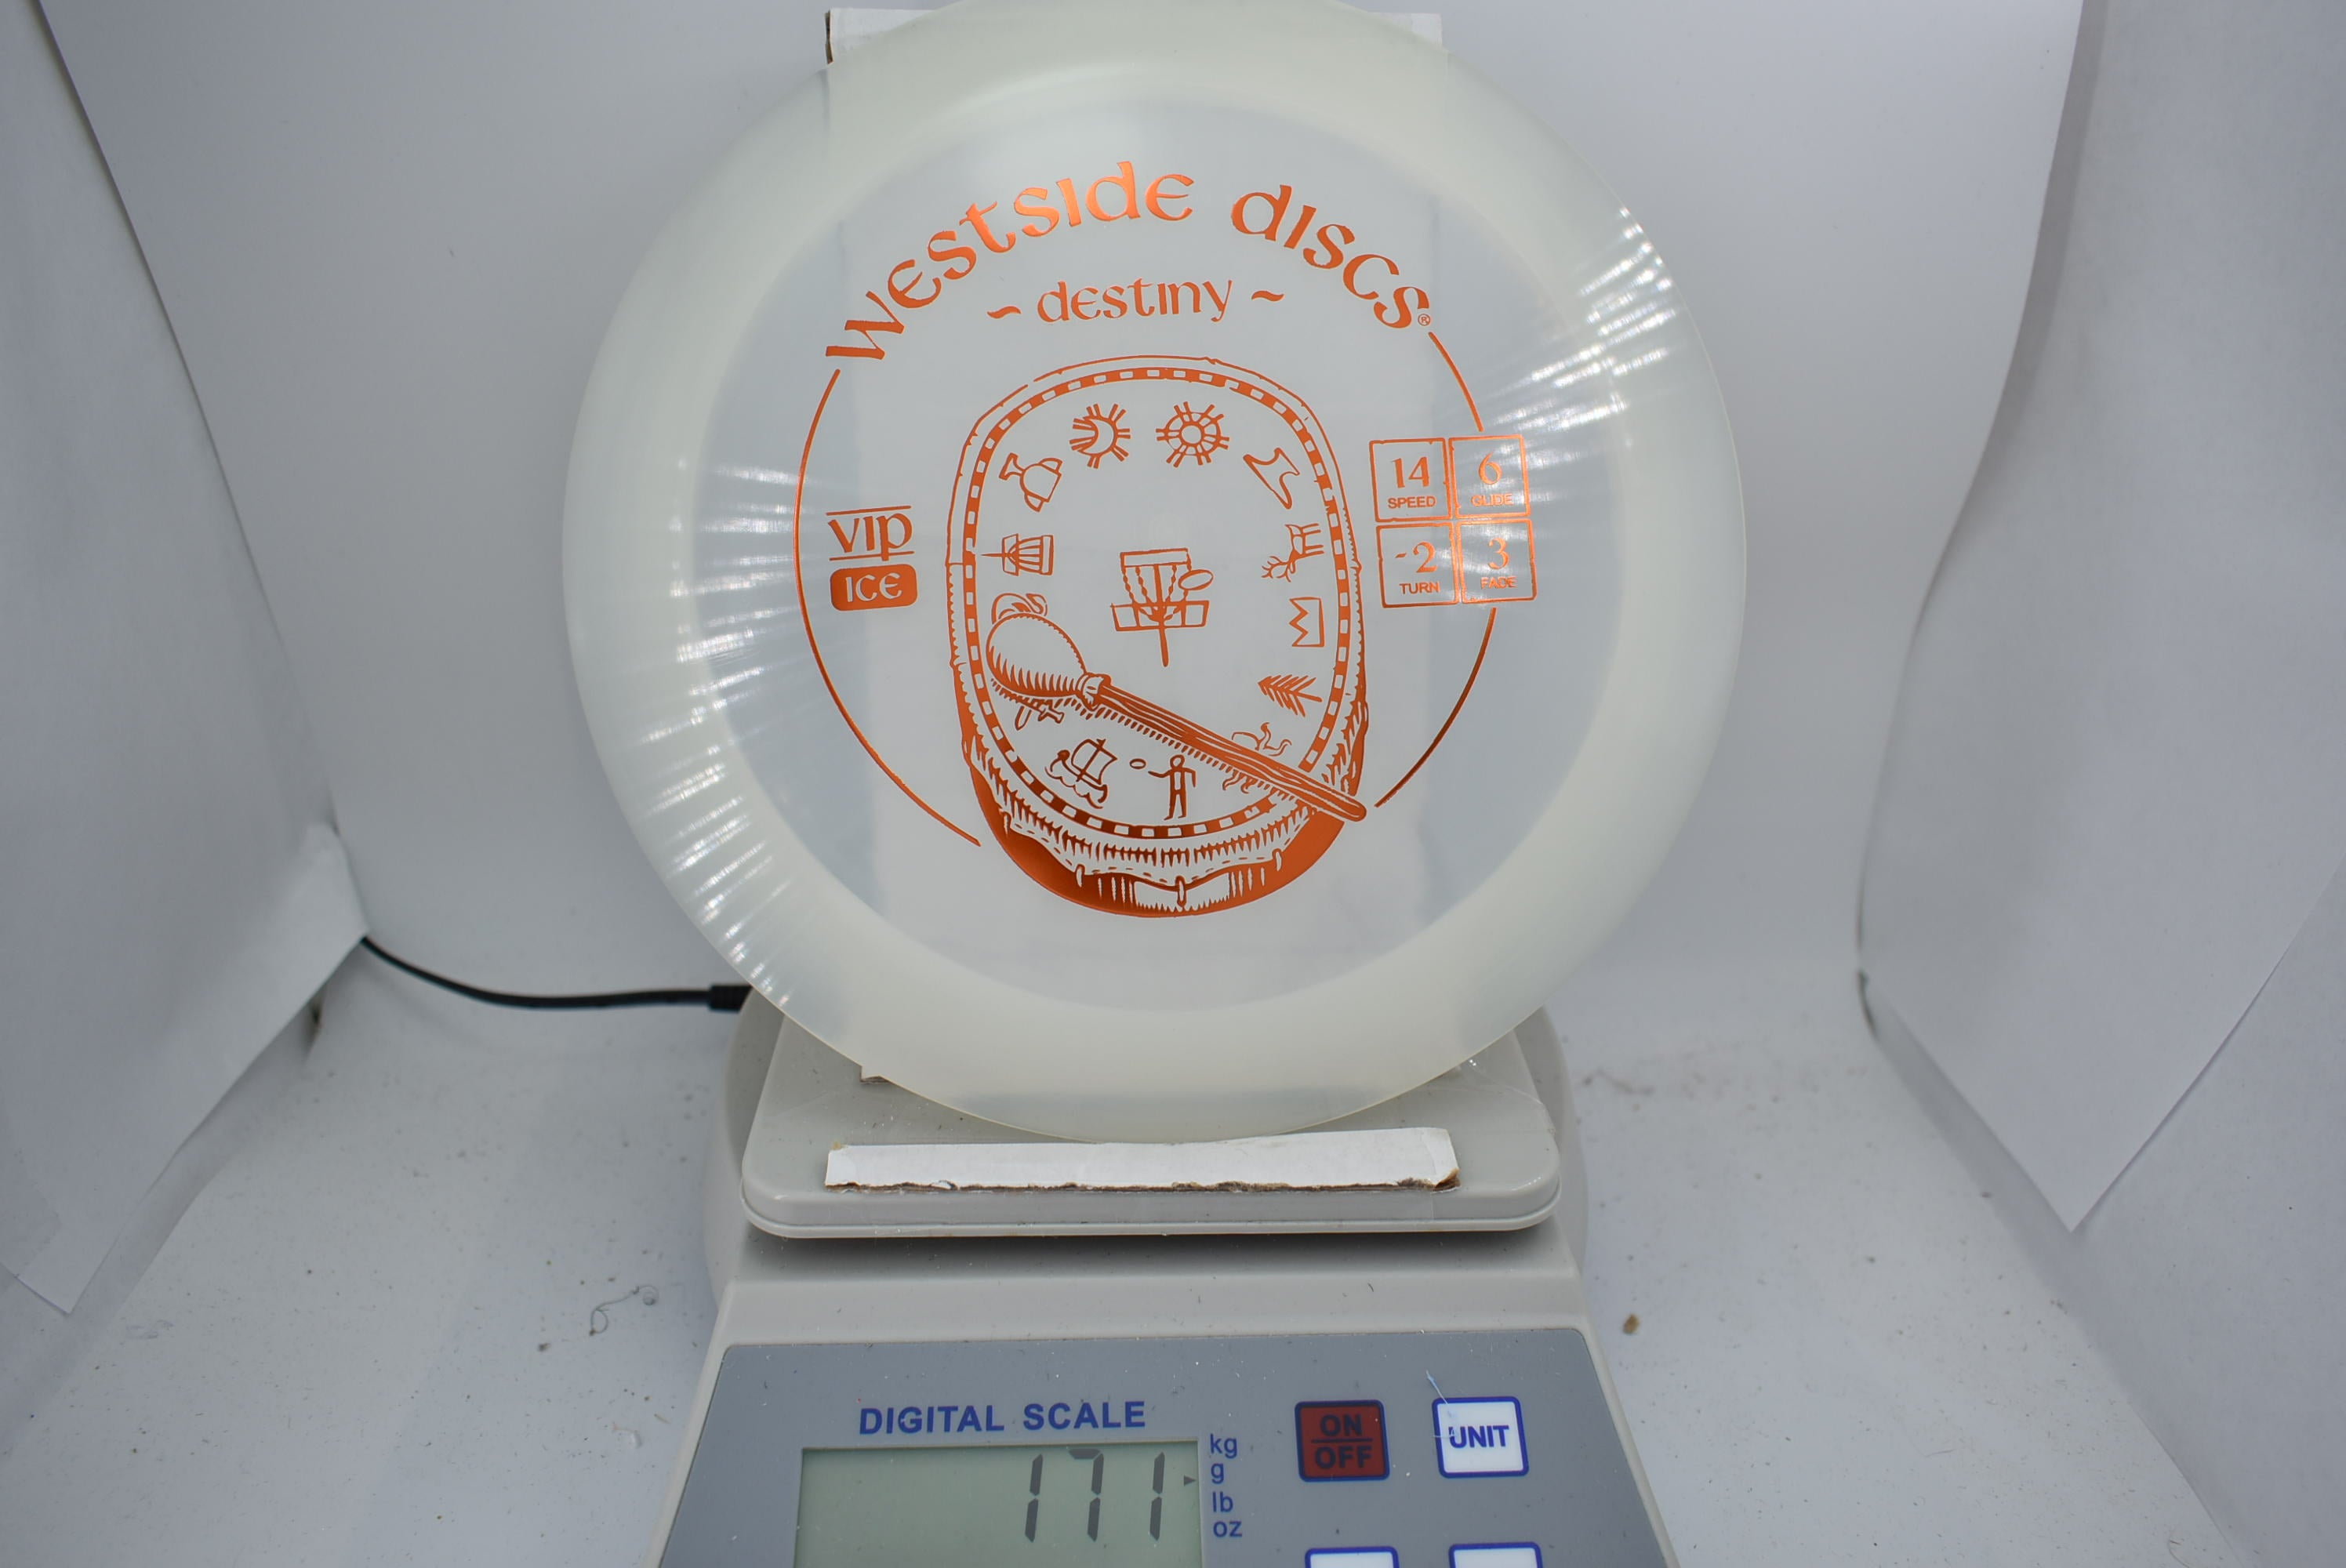 Westside discs®
~ destiny ~
VIP
ICE
14
SPEED
6
GLIDE
-2
TURN
3
FADE
DIGITAL SCALE
171
kg
g
lb
oz
ON
OFF
UNIT